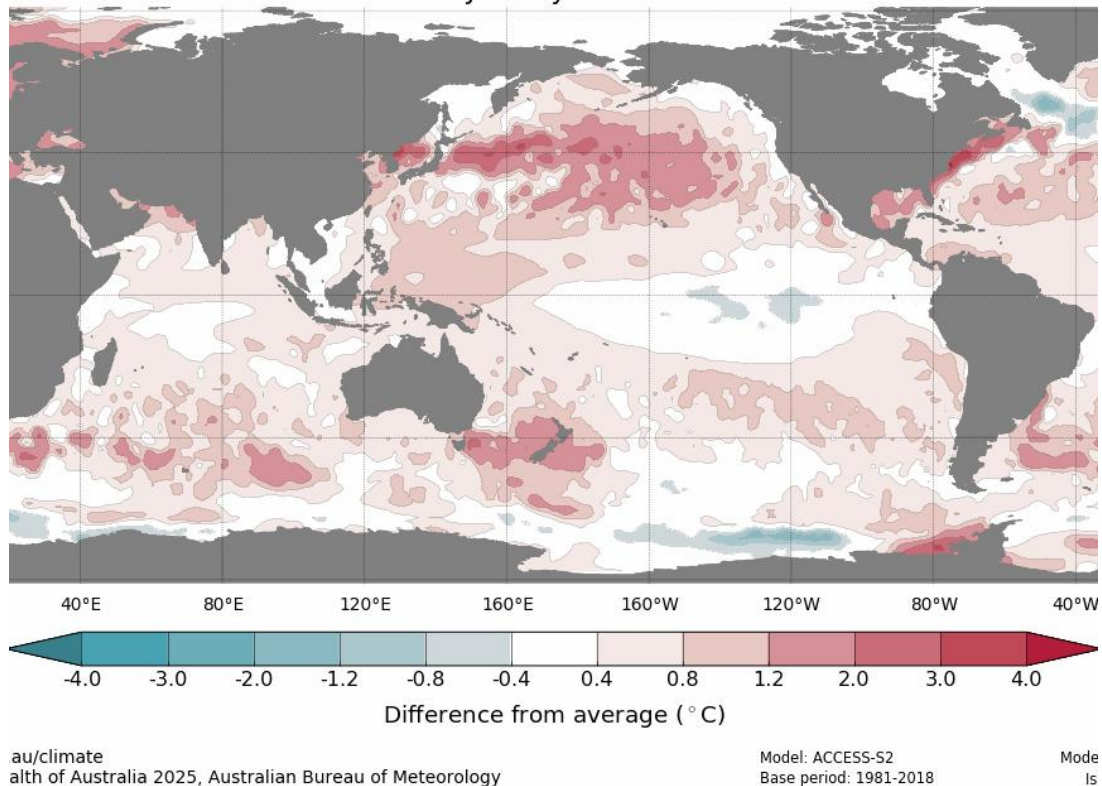 40°E 80°E 120°E 160°E 160°W 120°W 80°W 40°W
-4.0 -3.0 -2.0 -1.2 -0.8 -0.4 0.4 0.8 1.2 2.0 3.0 4.0
Difference from average (°C)
au/climate
alth of Australia 2025, Australian Bureau of Meteorology
Model: ACCESS-S2
Base period: 1981-2018
Mode
Is